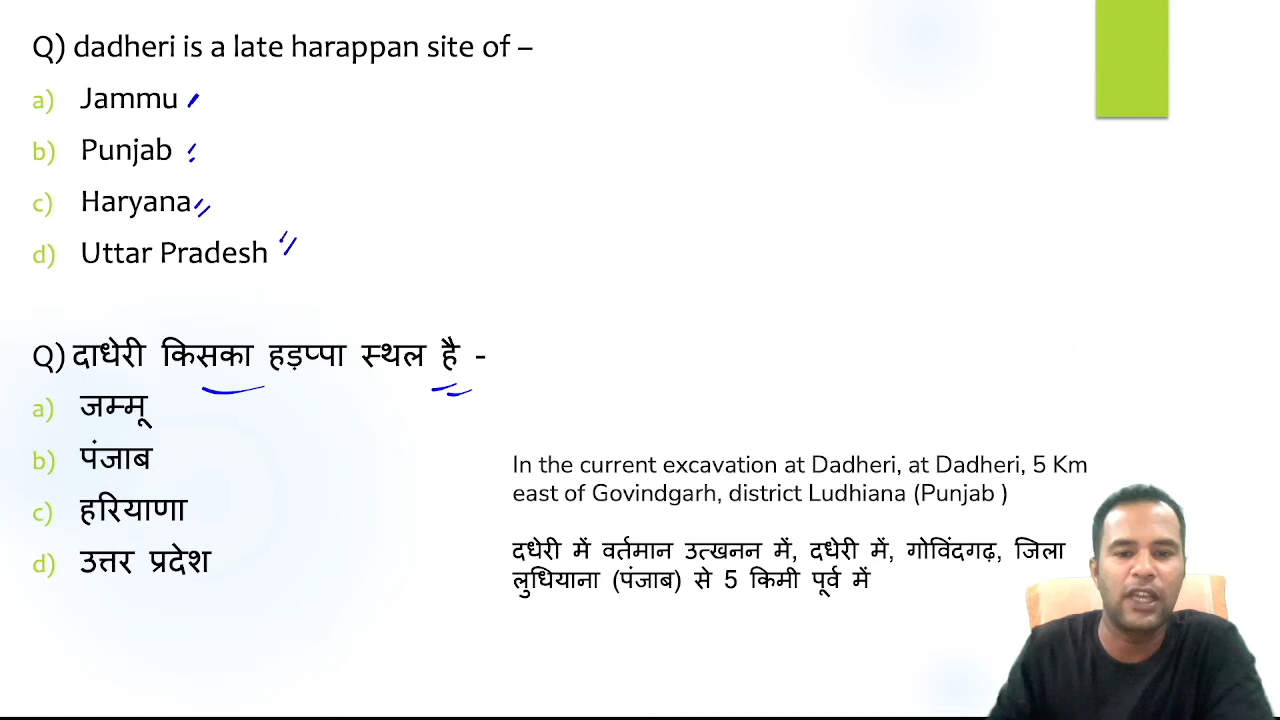 Q) dadheri is a late harappan site of –
a) Jammu
b) Punjab
c) Haryana
d) Uttar Pradesh
Q) दाधेरी किसका हड़प्पा स्थल है -
a) जम्मू
b) पंजाब
c) हरियाणा
d) उत्तर प्रदेश
In the current excavation at Dadheri, at Dadheri, 5 Km
east of Govindgarh, district Ludhiana (Punjab )
दधेरी में वर्तमान उत्खनन में, दधेरी में, गोविंदगढ़, जिला
लुधियाना (पंजाब) से 5 किमी पूर्व में